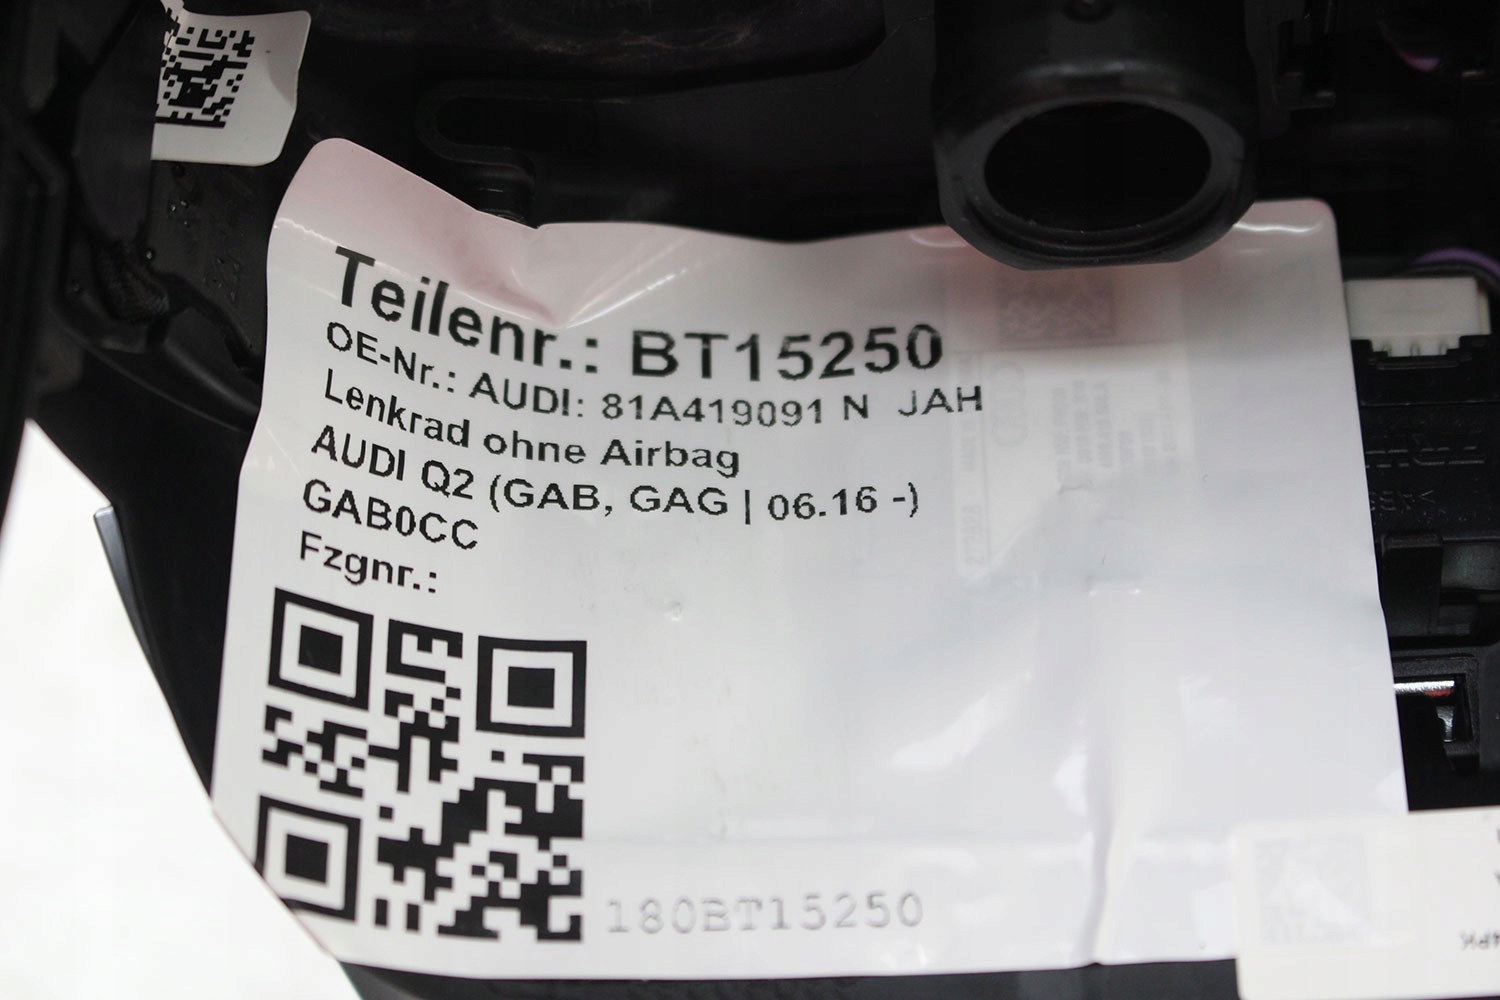 Teilenr.: BT15250
OE-Nr.: AUDI: 81A419091 N  JAH
Lenkrad ohne Airbag
AUDI Q2 (GAB, GAG | 06.16 -)
GAB0CC
Fzgnr.:
180BT15250